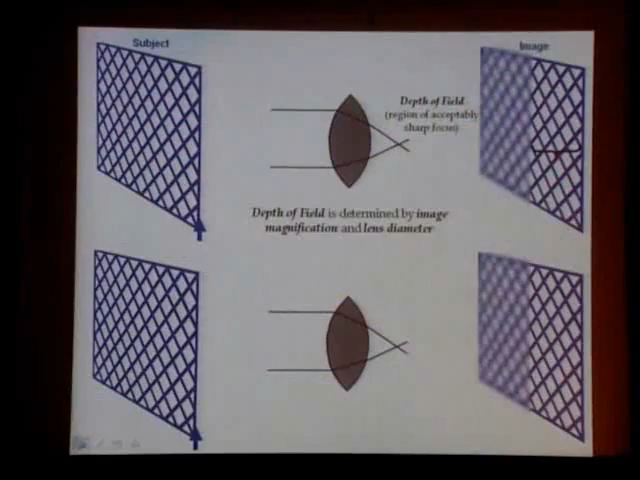 Subject
Image
Depth of Field
(region of acceptably
sharp focus)
Depth of Field is determined by image
magnification and lens diameter